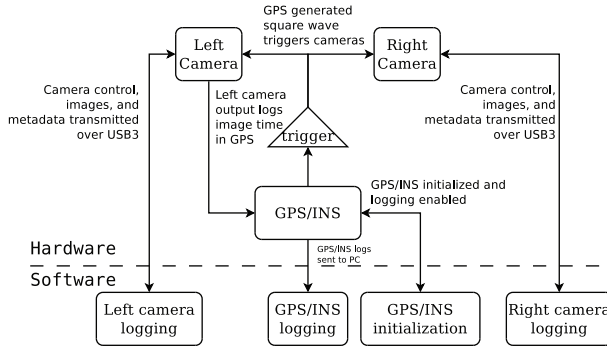 GPS generated
square wave
triggers cameras
Left
Camera
Right
Camera
Camera control,
images, and
metadata transmitted
over USB3
Left camera
output logs
image time
in GPS
Camera control,
images, and
metadata transmitted
over USB3
trigger
GPS/INS initialized and
logging enabled
GPS/INS
Hardware
GPS/INS logs
sent to PC
Software
Left camera
logging
GPS/INS
logging
GPS/INS
initialization
Right camera
logging